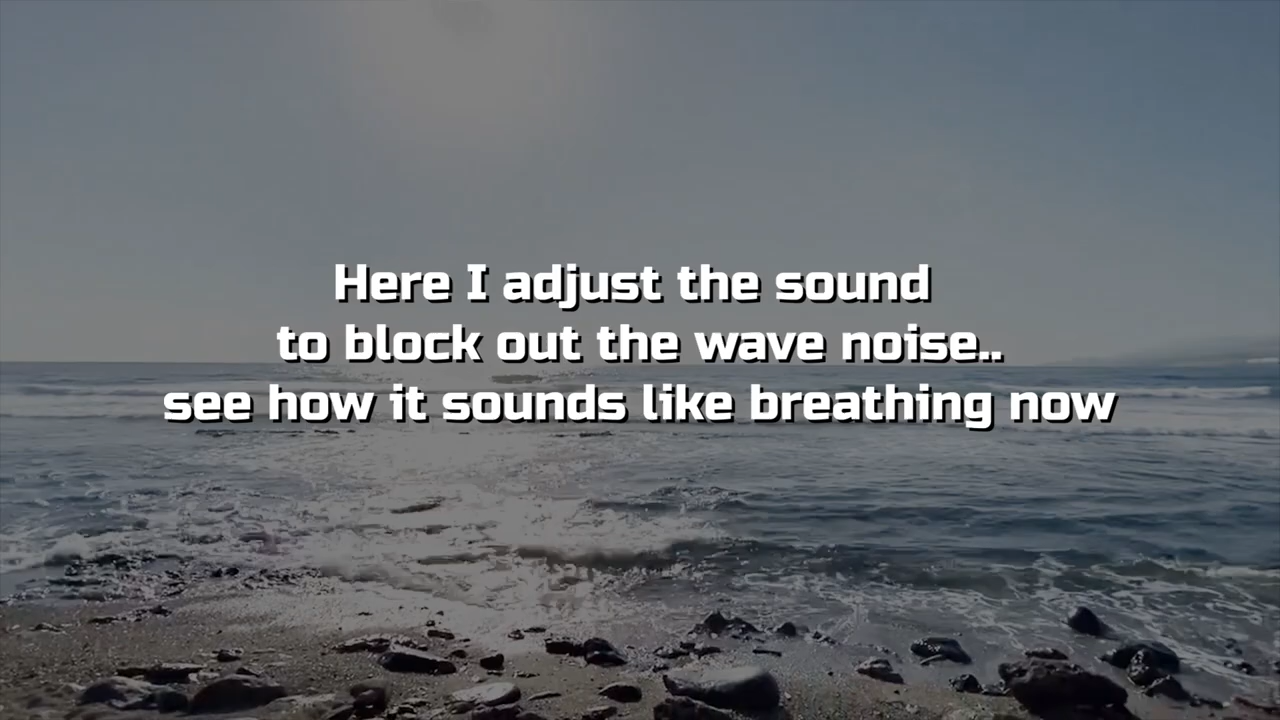 Here I adjust the sound
to block out the wave noise..
see how it sounds like breathing now